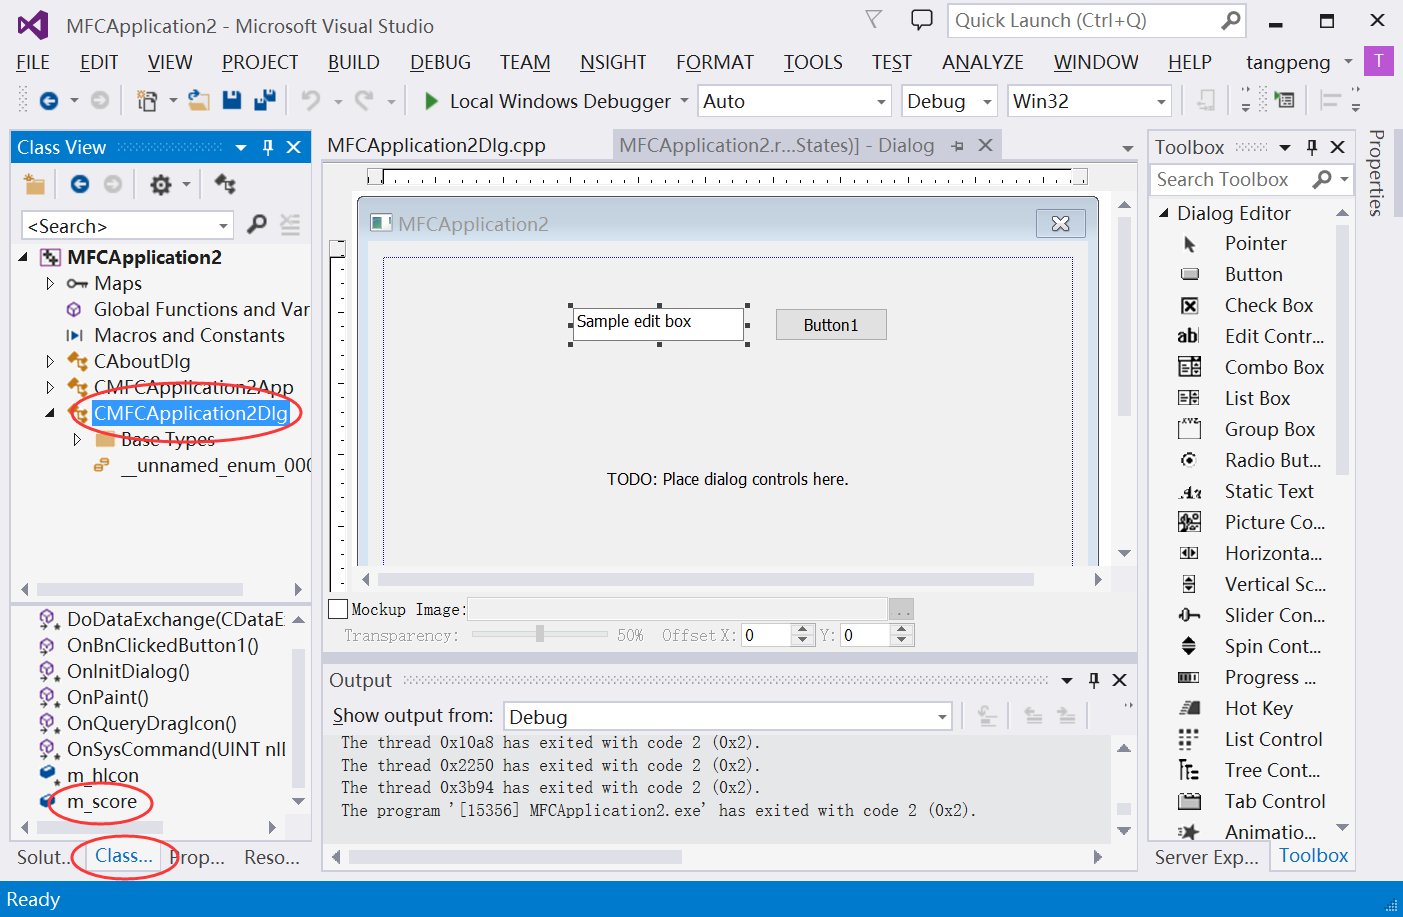 MFCApplication2 - Microsoft Visual Studio
Quick Launch (Ctrl+Q)
FILE EDIT VIEW PROJECT BUILD DEBUG TEAM NSIGHT FORMAT TOOLS TEST ANALYZE WINDOW HELP tangpeng T
Local Windows Debugger Auto Debug Win32
Class View
<Search>
MFCApplication2
Maps
Global Functions and Var
Macros and Constants
CAboutDlg
CMFCApplication2App
CMFCApplication2Dlg
Base Types
__unnamed_enum_000
DoDataExchange(CDataE
OnBnClickedButton1()
OnInitDialog()
OnPaint()
OnQueryDragIcon()
OnSysCommand(UINT nII
m_hIcon
m_score
Solut... Class... Prop... Reso...
MFCApplication2Dlg.cpp MFCApplication2.r...States)] - Dialog
MFCApplication2
Sample edit box Button1
TODO: Place dialog controls here.
Mockup Image: ..
Transparency: 50% Offset X: 0 Y: 0
Output
Show output from: Debug
The thread 0x10a8 has exited with code 2 (0x2).
The thread 0x2250 has exited with code 2 (0x2).
The thread 0x3b94 has exited with code 2 (0x2).
The program '[15356] MFCApplication2.exe' has exited with code 2 (0x2).
Toolbox
Search Toolbox
Dialog Editor
Pointer
Button
Check Box
Edit Contr...
Combo Box
List Box
Group Box
Radio But...
Static Text
Picture Co...
Horizonta...
Vertical Sc...
Slider Con...
Spin Cont...
Progress ...
Hot Key
List Control
Tree Cont...
Tab Control
Animatio...
Server Exp... Toolbox
Properties
Ready